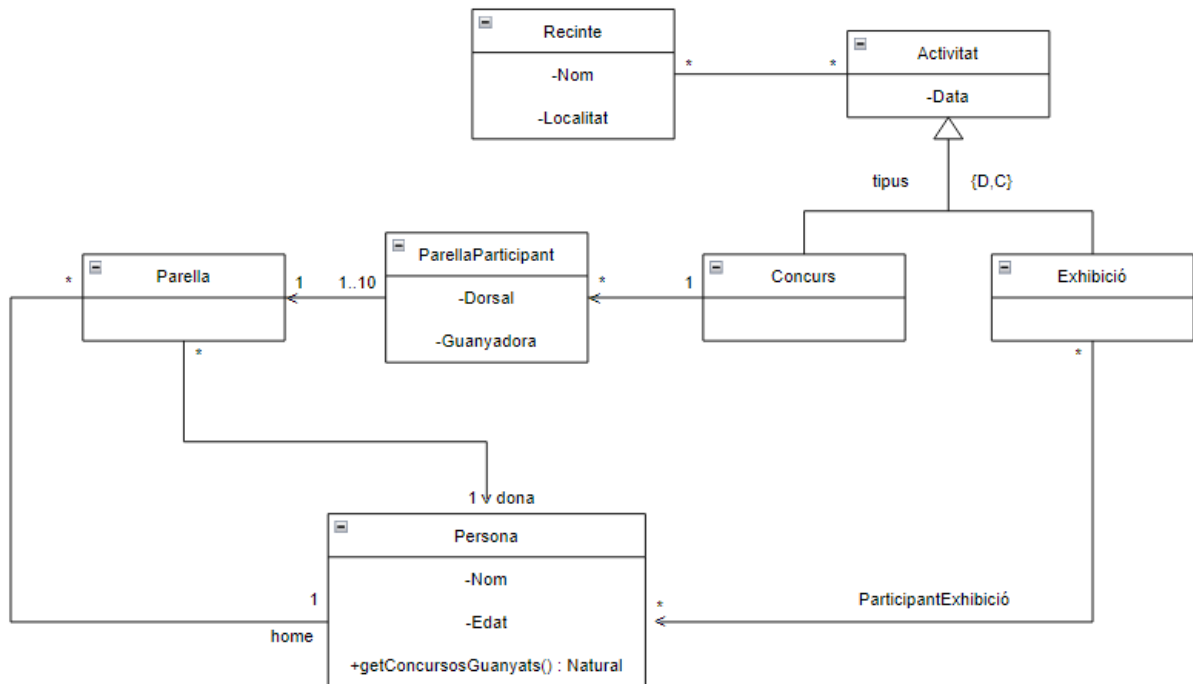 Recinte
-Nom
-Localitat
*
*
Activitat
-Data
tipus
{D,C}
Parella
*
1
1..10
ParellaParticipant
-Dorsal
-Guanyadora
*
1
Concurs
Exhibició
*
*
1
dona
Persona
-Nom
-Edat
+getConcursosGuanyats() : Natural
1
home
*
ParticipantExhibició